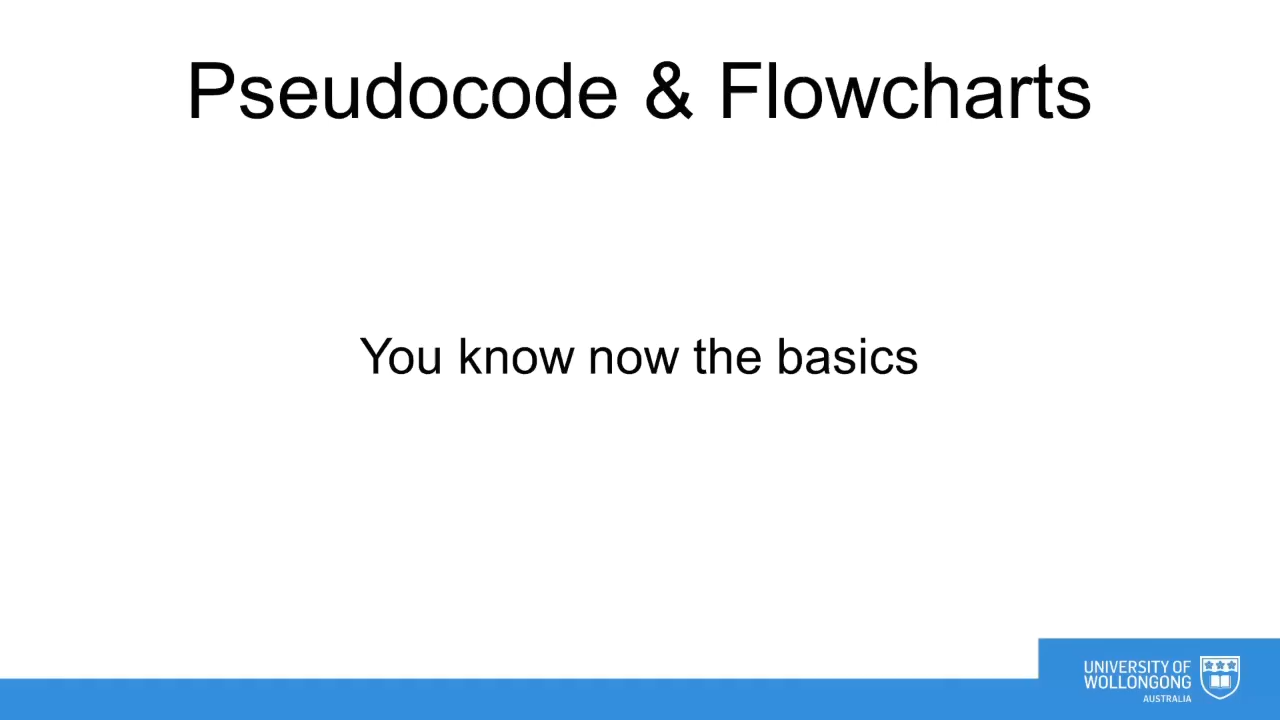 Pseudocode & Flowcharts
You know now the basics
UNIVERSITY OF
WOLLONGONG
AUSTRALIA